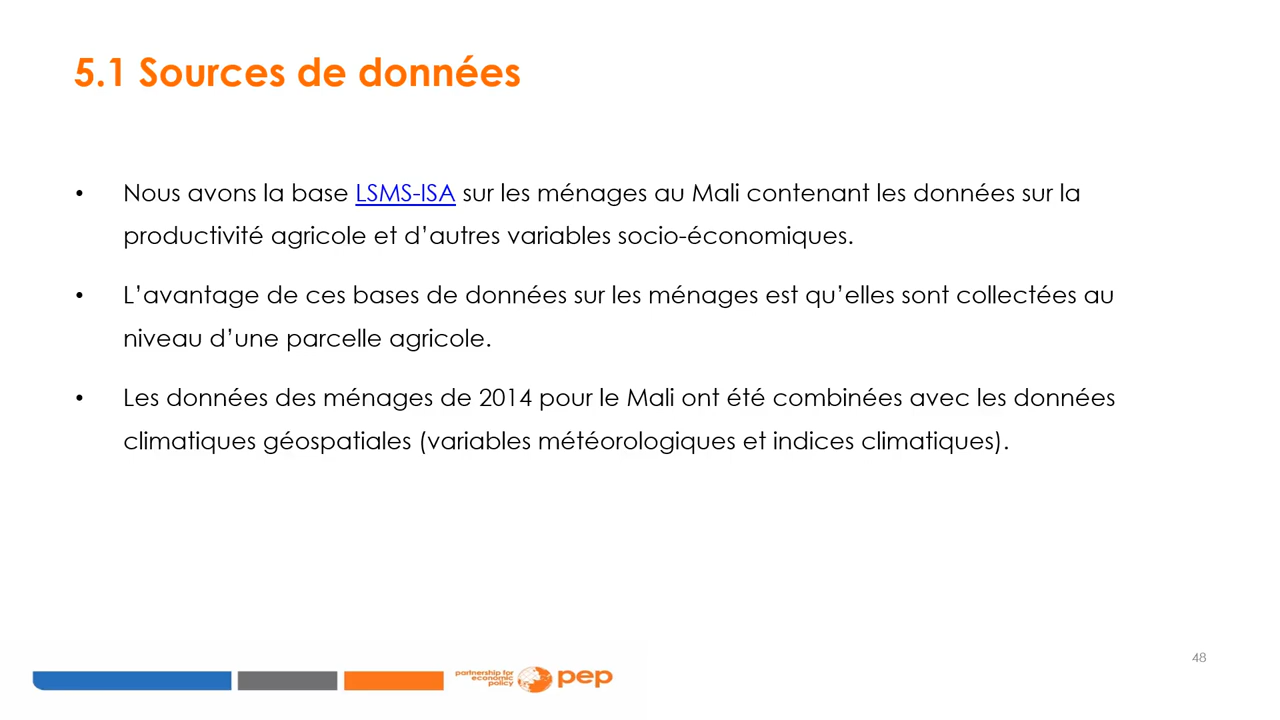 5.1 Sources de données
• Nous avons la base LSMS-ISA sur les ménages au Mali contenant les données sur la
productivité agricole et d’autres variables socio-économiques.
• L’avantage de ces bases de données sur les ménages est qu’elles sont collectées au
niveau d’une parcelle agricole.
• Les données des ménages de 2014 pour le Mali ont été combinées avec les données
climatiques géospatiales (variables météorologiques et indices climatiques).
48
partnership for
economic
policy
pep